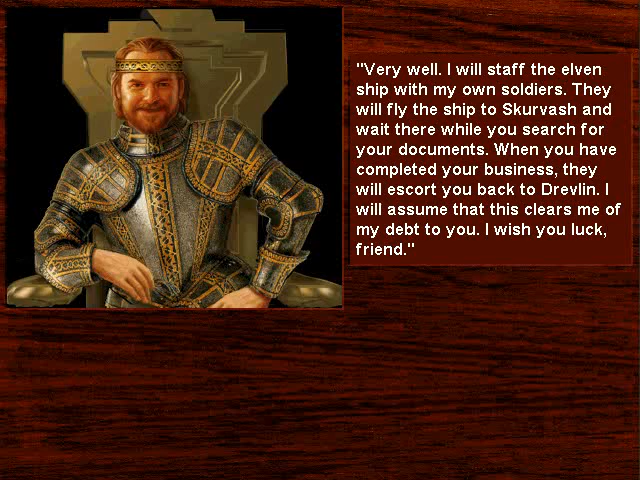 "Very well. I will staff the elven
ship with my own soldiers. They
will fly the ship to Skurvash and
wait there while you search for
your documents. When you have
completed your business, they
will escort you back to Drevlin. I
will assume that this clears me of
my debt to you. I wish you luck,
friend."